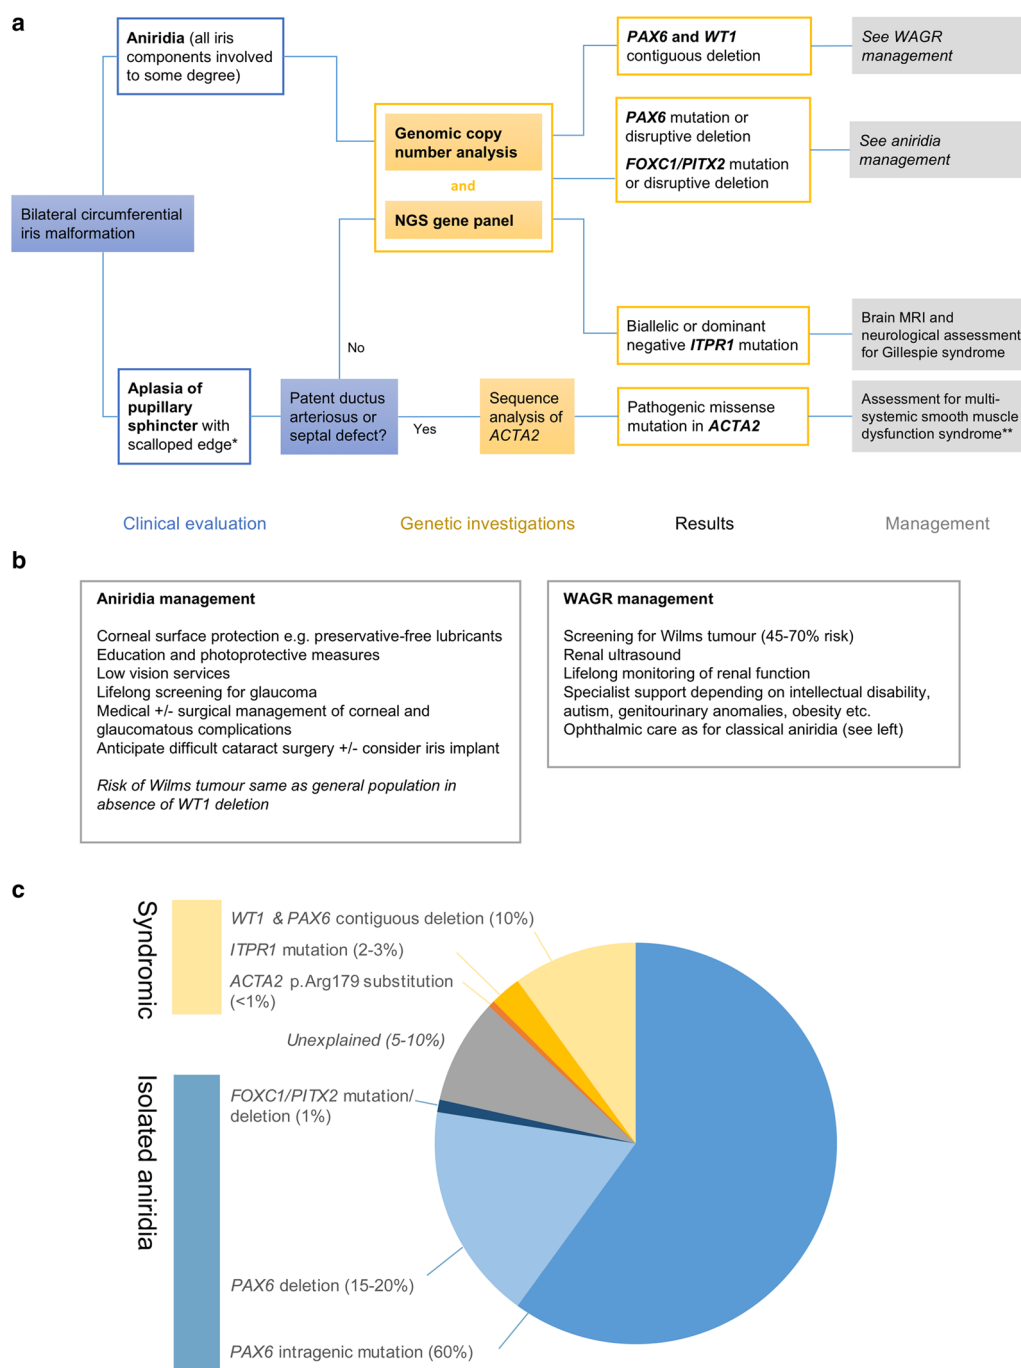 a
Aniridia (all iris
components involved
to some degree)
Bilateral circumferential
iris malformation
Aplasia of
pupillary
sphincter with
scalloped edge*
Patent ductus
arteriosus or
septal defect?
No
Yes
Genomic copy
number analysis
and
NGS gene panel
Sequence
analysis of
ACTA2
PAX6 and WT1
contiguous deletion
PAX6 mutation or
disruptive deletion
FOXC1/PITX2 mutation
or disruptive deletion
Biallelic or dominant
negative ITPR1 mutation
Pathogenic missense
mutation in ACTA2
See WAGR
management
See aniridia
management
Brain MRI and
neurological assessment
for Gillespie syndrome
Assessment for multi-
systemic smooth muscle
dysfunction syndrome**
Clinical evaluation
Genetic investigations
Results
Management
b
Aniridia management
Corneal surface protection e.g. preservative-free lubricants
Education and photoprotective measures
Low vision services
Lifelong screening for glaucoma
Medical +/- surgical management of corneal and
glaucomatous complications
Anticipate difficult cataract surgery +/- consider iris implant
Risk of Wilms tumour same as general population in
absence of WT1 deletion
WAGR management
Screening for Wilms tumour (45-70% risk)
Renal ultrasound
Lifelong monitoring of renal function
Specialist support depending on intellectual disability,
autism, genitourinary anomalies, obesity etc.
Ophthalmic care as for classical aniridia (see left)
c
Syndromic
WT1 & PAX6 contiguous deletion (10%)
ITPR1 mutation (2-3%)
ACTA2 p.Arg179 substitution
(<1%)
Unexplained (5-10%)
Isolated aniridia
FOXC1/PITX2 mutation/
deletion (1%)
PAX6 deletion (15-20%)
PAX6 intragenic mutation (60%)